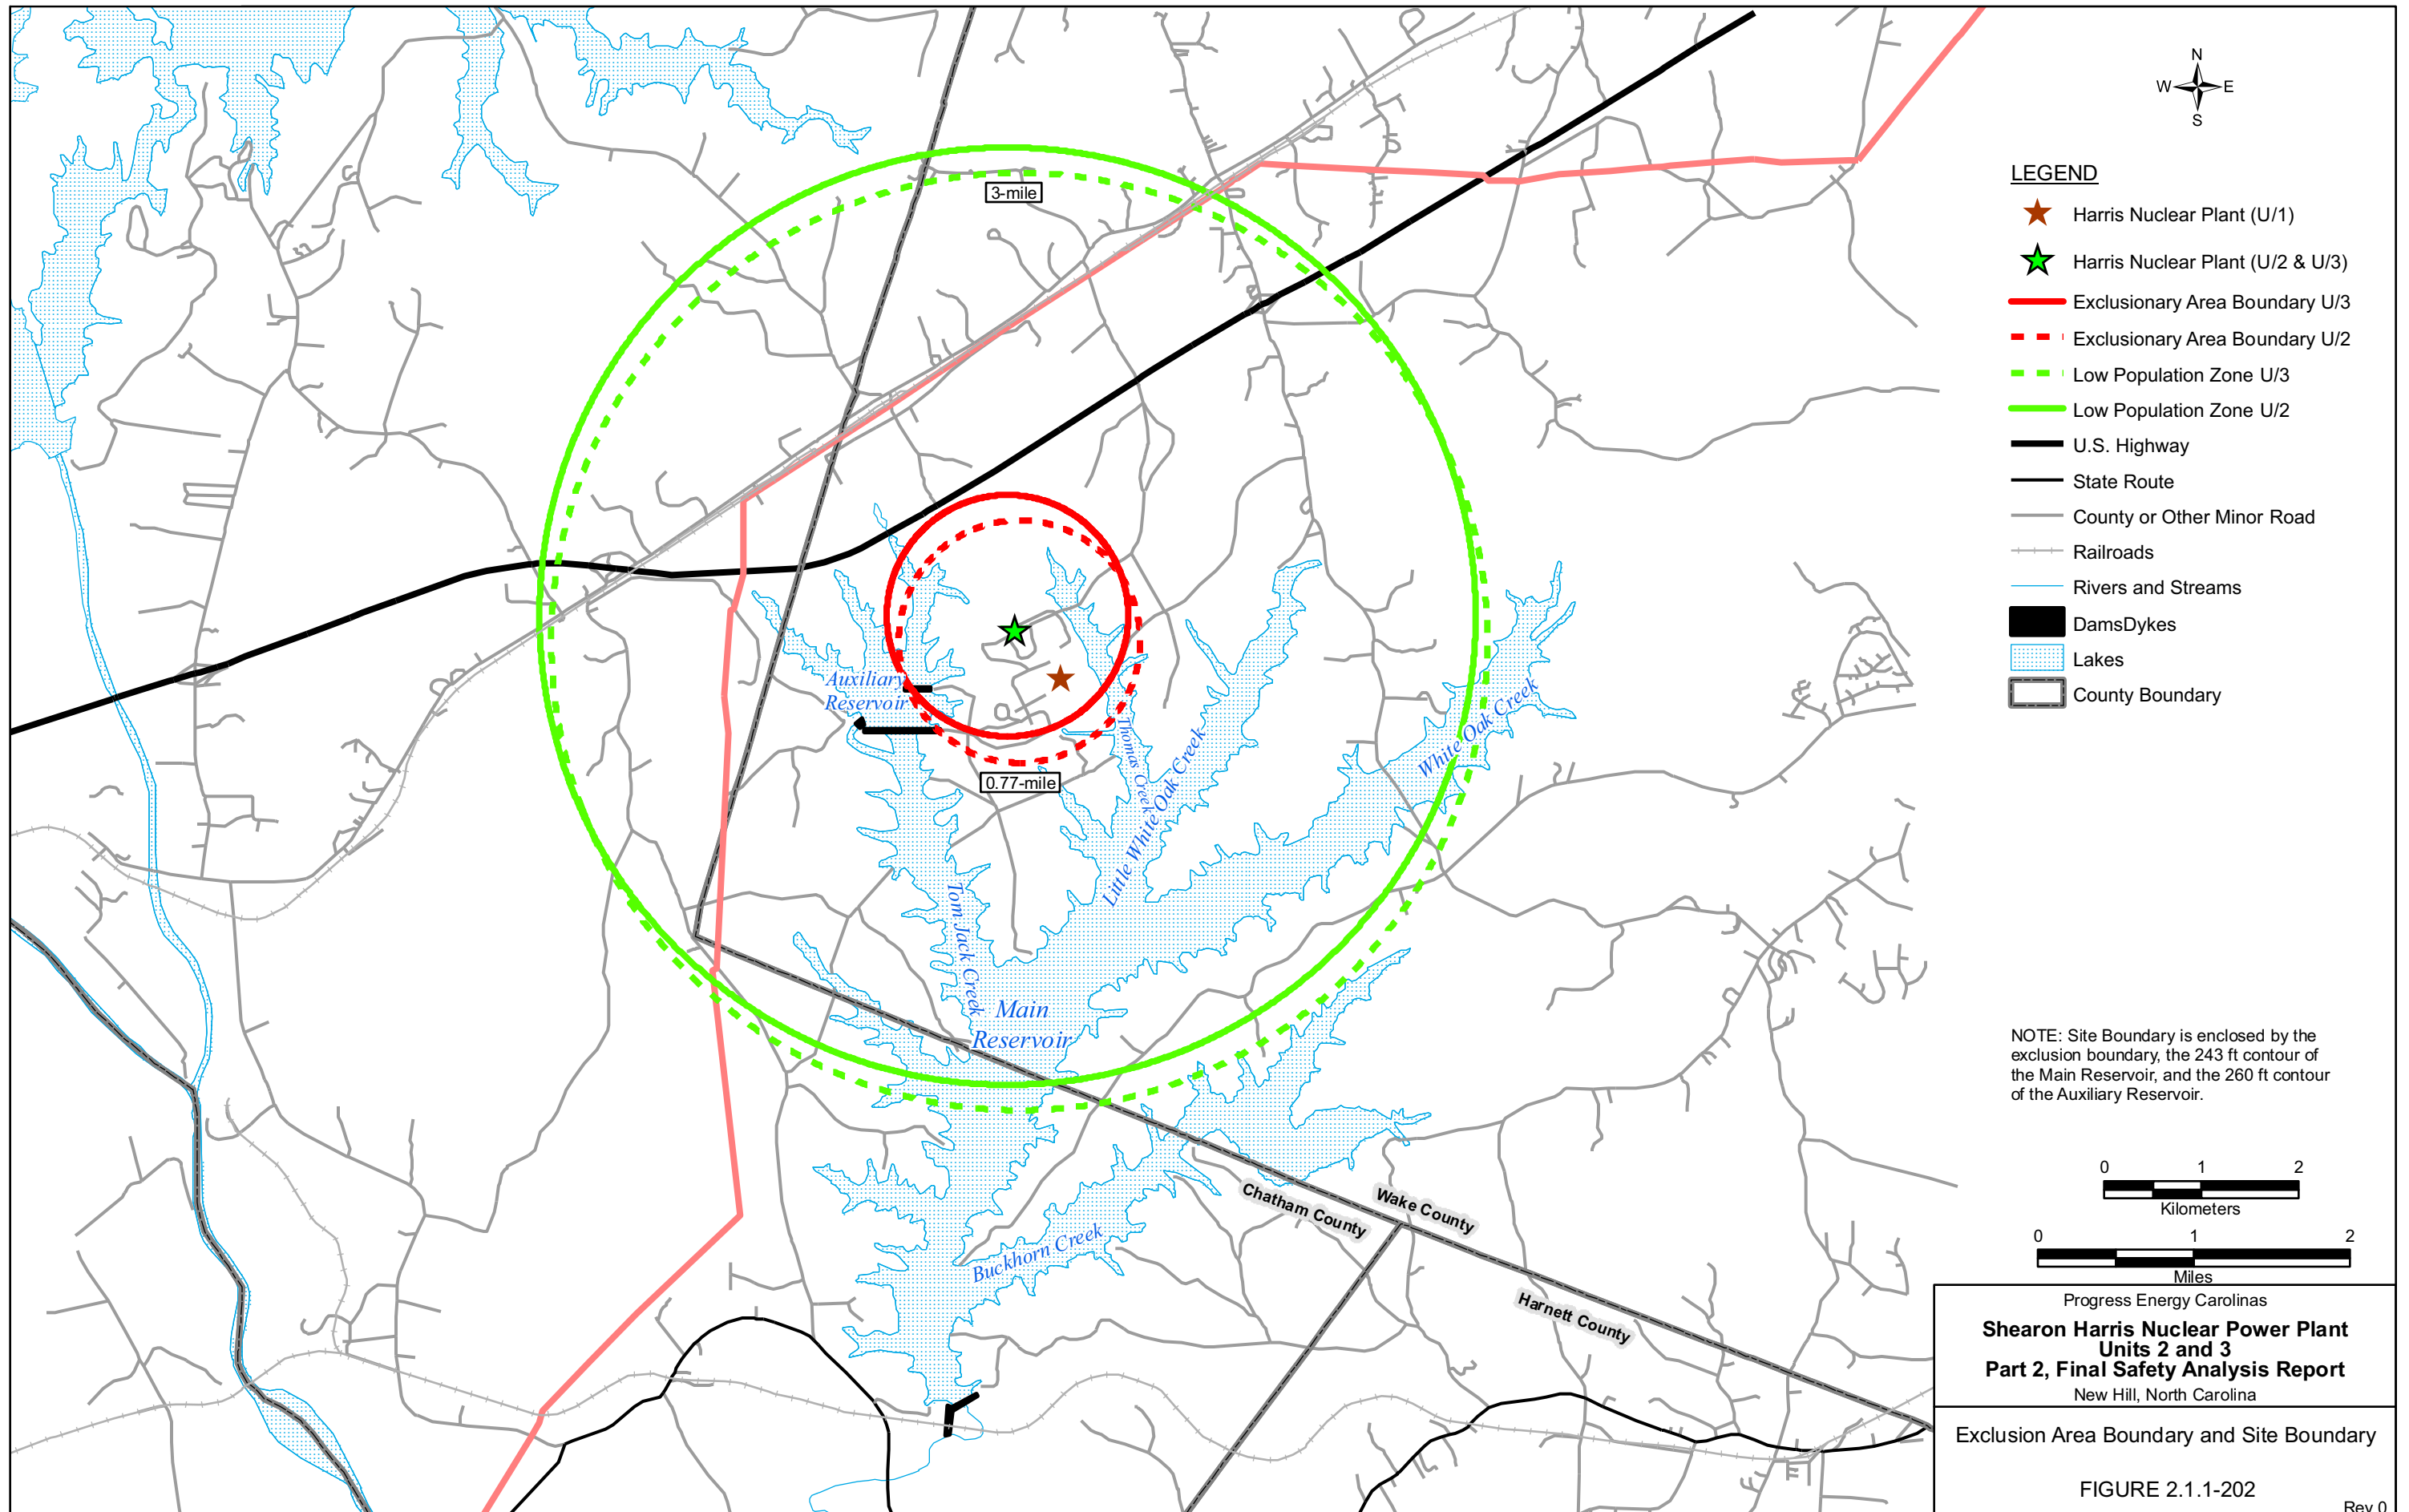 3-mile
N
W E
S
LEGEND
Harris Nuclear Plant (U/1)
Harris Nuclear Plant (U/2 & U/3)
Exclusionary Area Boundary U/3
Exclusionary Area Boundary U/2
Low Population Zone U/3
Low Population Zone U/2
U.S. Highway
State Route
County or Other Minor Road
Railroads
Rivers and Streams
DamsDykes
Lakes
County Boundary
Auxiliary
Reservoir
0.77-mile
Thomas Creek
Little White Oak Creek
White Oak Creek
Tom Jack Creek
Main
Reservoir
Buckhorn Creek
Chatham County
Wake County
Harnett County
NOTE: Site Boundary is enclosed by the
exclusion boundary, the 243 ft contour of
the Main Reservoir, and the 260 ft contour
of the Auxiliary Reservoir.
0 1 2
Kilometers
0 1 2
Miles
Progress Energy Carolinas
Shearon Harris Nuclear Power Plant
Units 2 and 3
Part 2, Final Safety Analysis Report
New Hill, North Carolina
Exclusion Area Boundary and Site Boundary
FIGURE 2.1.1-202
Rev 0